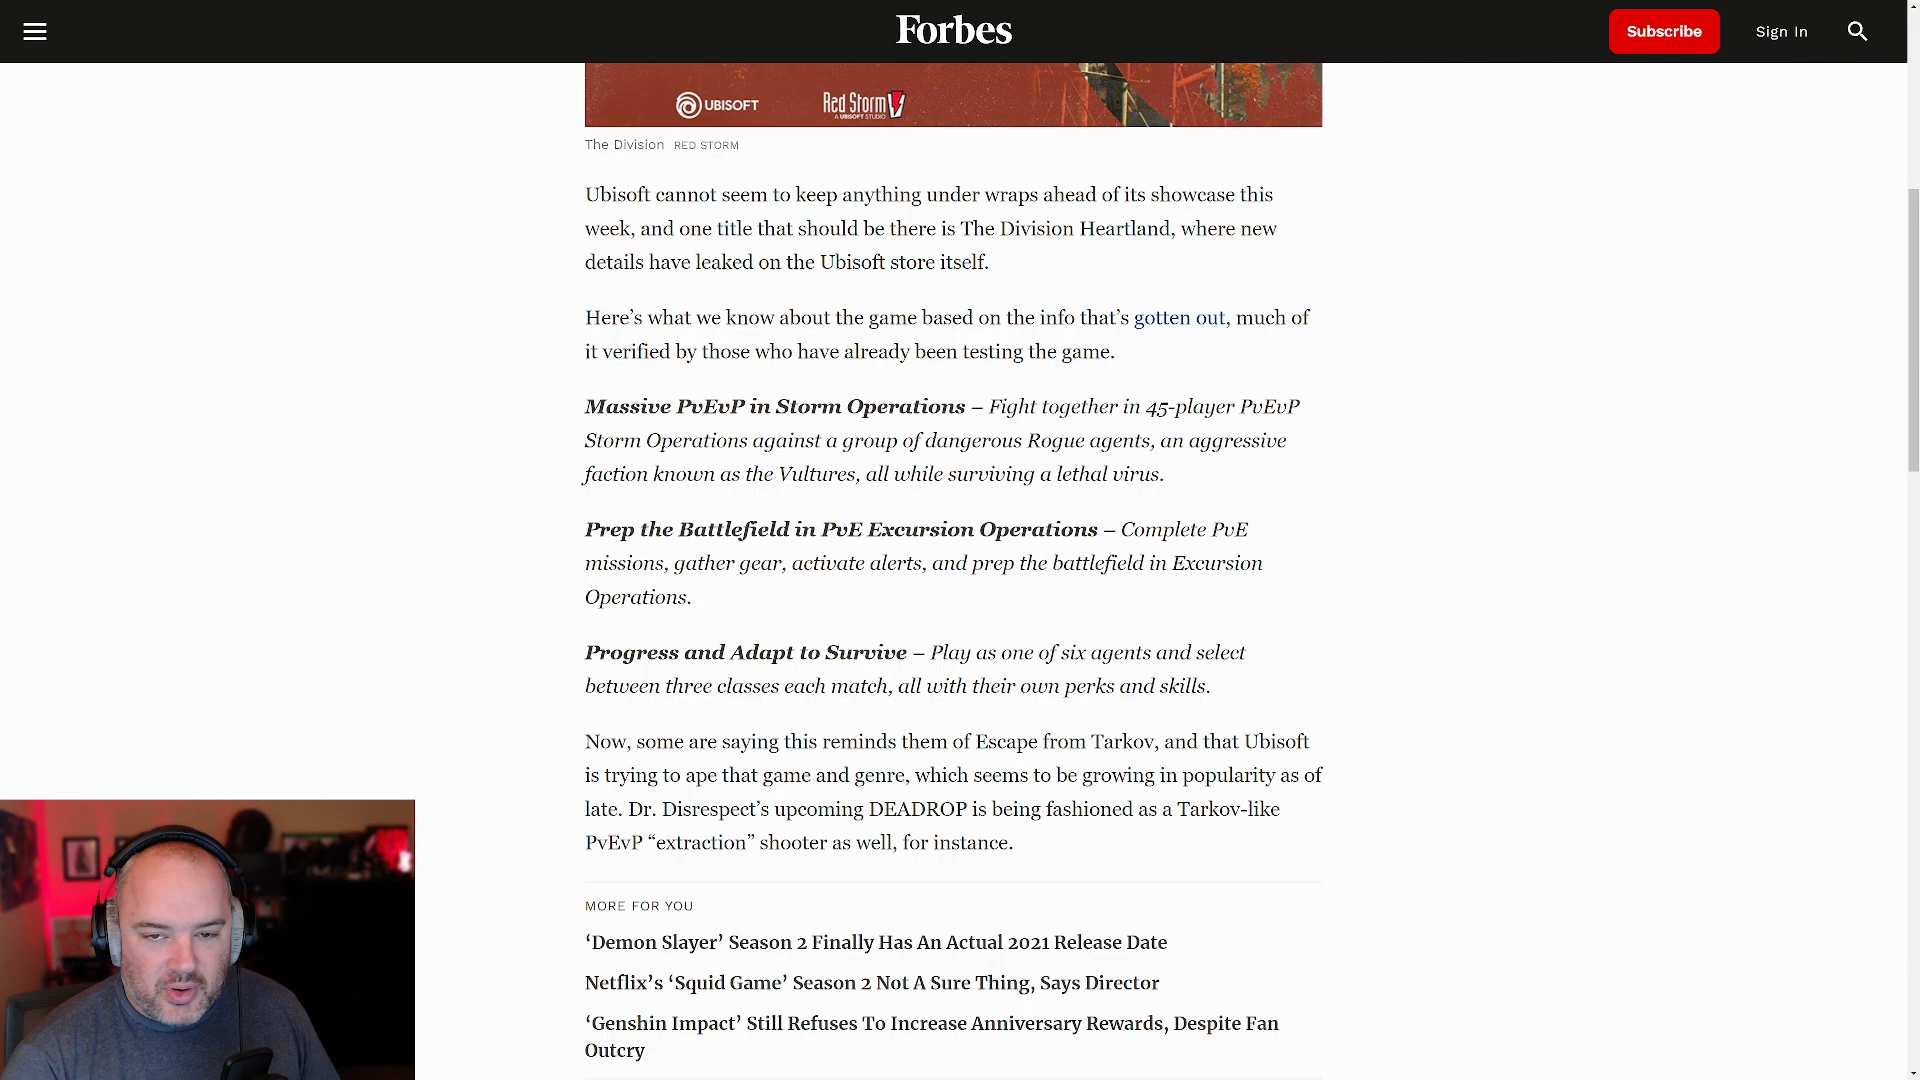 Forbes
Subscribe
Sign In
UBISOFT
Red Storm
A UBISOFT STUDIO
The Division RED STORM
Ubisoft cannot seem to keep anything under wraps ahead of its showcase this
week, and one title that should be there is The Division Heartland, where new
details have leaked on the Ubisoft store itself.
Here’s what we know about the game based on the info that’s gotten out, much of
it verified by those who have already been testing the game.
Massive PvEvP in Storm Operations – Fight together in 45-player PvEvP
Storm Operations against a group of dangerous Rogue agents, an aggressive
faction known as the Vultures, all while surviving a lethal virus.
Prep the Battlefield in PvE Excursion Operations – Complete PvE
missions, gather gear, activate alerts, and prep the battlefield in Excursion
Operations.
Progress and Adapt to Survive – Play as one of six agents and select
between three classes each match, all with their own perks and skills.
Now, some are saying this reminds them of Escape from Tarkov, and that Ubisoft
is trying to ape that game and genre, which seems to be growing in popularity as of
late. Dr. Disrespect’s upcoming DEADROP is being fashioned as a Tarkov-like
PvEvP “extraction” shooter as well, for instance.
MORE FOR YOU
‘Demon Slayer’ Season 2 Finally Has An Actual 2021 Release Date
Netflix’s ‘Squid Game’ Season 2 Not A Sure Thing, Says Director
‘Genshin Impact’ Still Refuses To Increase Anniversary Rewards, Despite Fan
Outcry